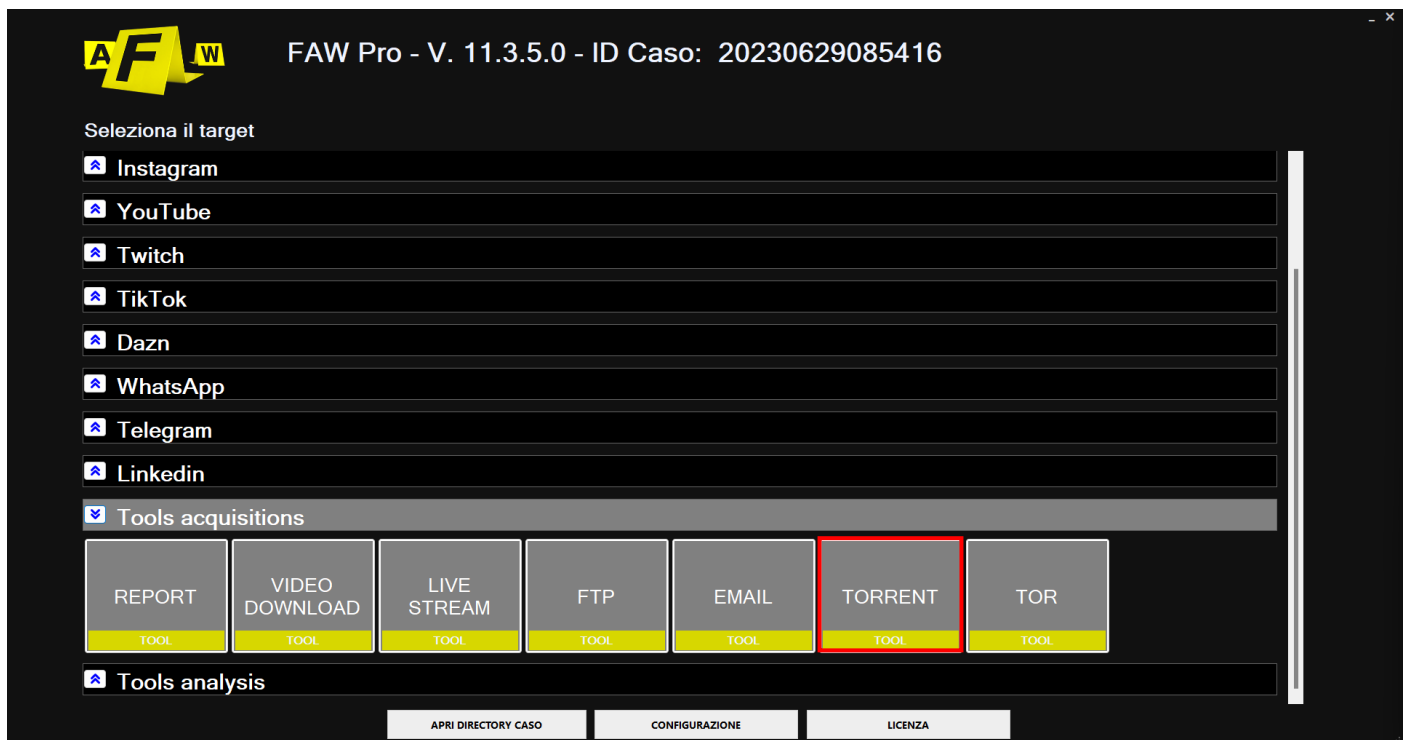 A F W
FAW Pro - V. 11.3.5.0 - ID Caso: 20230629085416
Seleziona il target
Instagram
YouTube
Twitch
TikTok
Dazn
WhatsApp
Telegram
Linkedin
Tools acquisitions
REPORT
TOOL
VIDEO
DOWNLOAD
TOOL
LIVE
STREAM
TOOL
FTP
TOOL
EMAIL
TOOL
TORRENT
TOOL
TOR
TOOL
Tools analysis
APRI DIRECTORY CASO
CONFIGURAZIONE
LICENZA